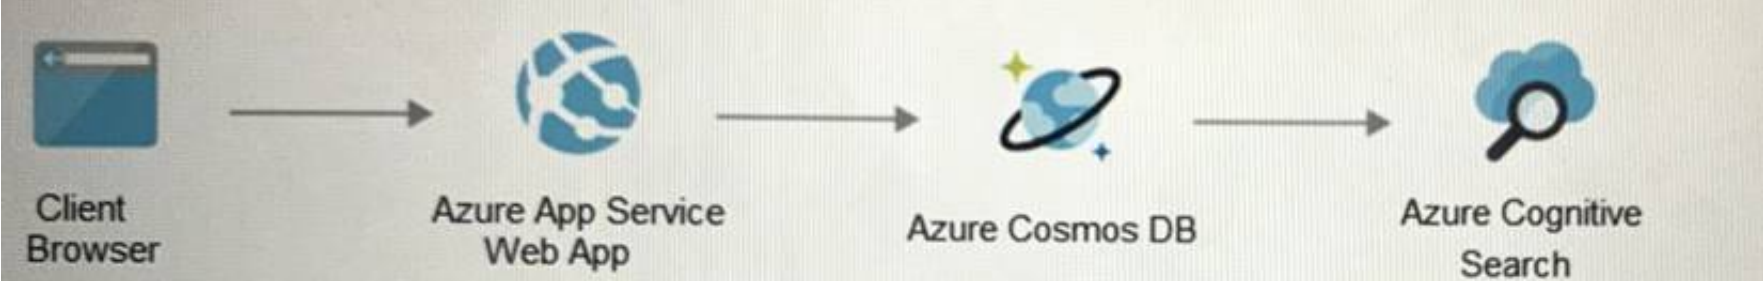 Client
Browser
Azure App Service
Web App
Azure Cosmos DB
Azure Cognitive
Search